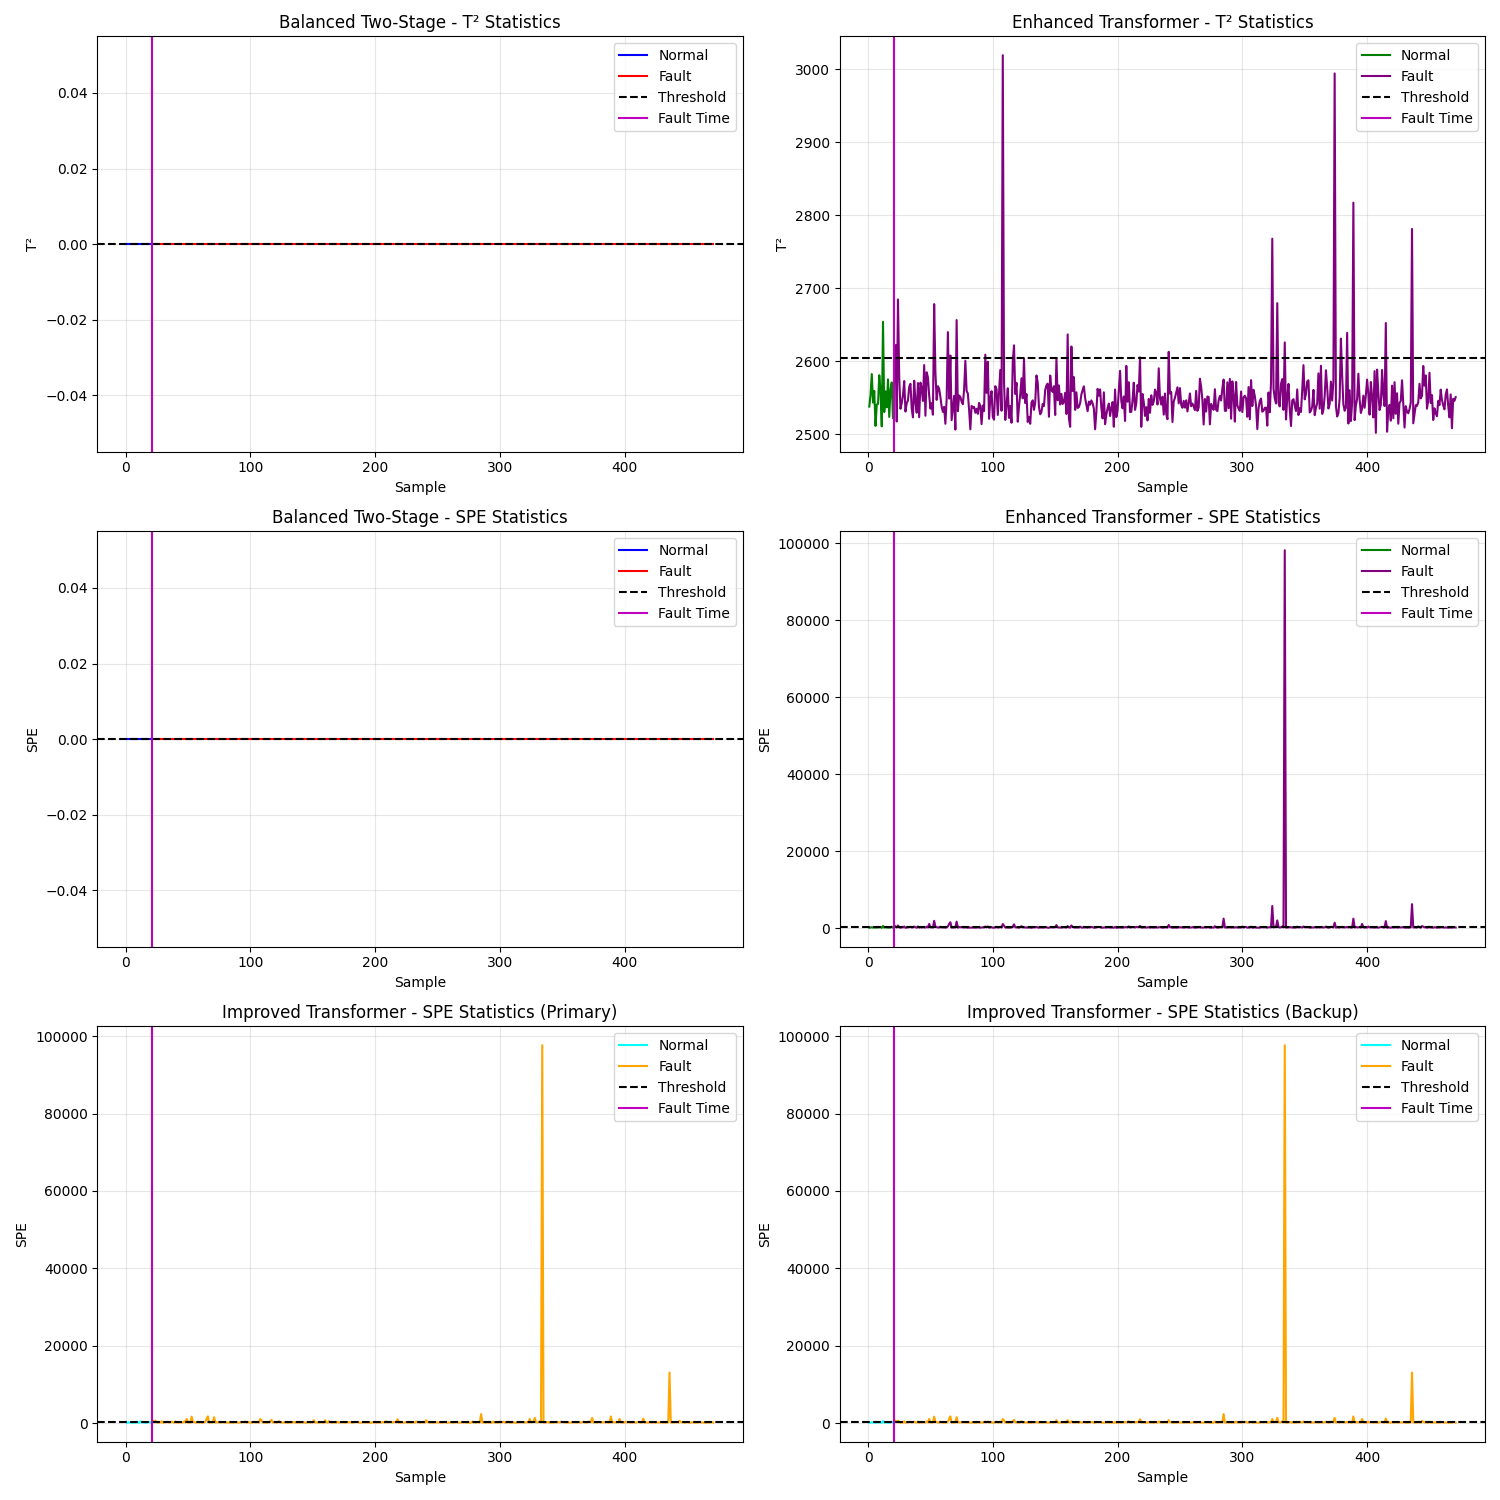 Balanced Two-Stage - T² Statistics
T²
0.04
0.02
0.00
−0.02
−0.04
0 100 200 300 400
Sample
Normal
Fault
Threshold
Fault Time
Enhanced Transformer - T² Statistics
T²
3000
2900
2800
2700
2600
2500
0 100 200 300 400
Sample
Normal
Fault
Threshold
Fault Time
Balanced Two-Stage - SPE Statistics
SPE
0.04
0.02
0.00
−0.02
−0.04
0 100 200 300 400
Sample
Normal
Fault
Threshold
Fault Time
Enhanced Transformer - SPE Statistics
SPE
100000
80000
60000
40000
20000
0
0 100 200 300 400
Sample
Normal
Fault
Threshold
Fault Time
Improved Transformer - SPE Statistics (Primary)
SPE
100000
80000
60000
40000
20000
0
0 100 200 300 400
Sample
Normal
Fault
Threshold
Fault Time
Improved Transformer - SPE Statistics (Backup)
SPE
100000
80000
60000
40000
20000
0
0 100 200 300 400
Sample
Normal
Fault
Threshold
Fault Time